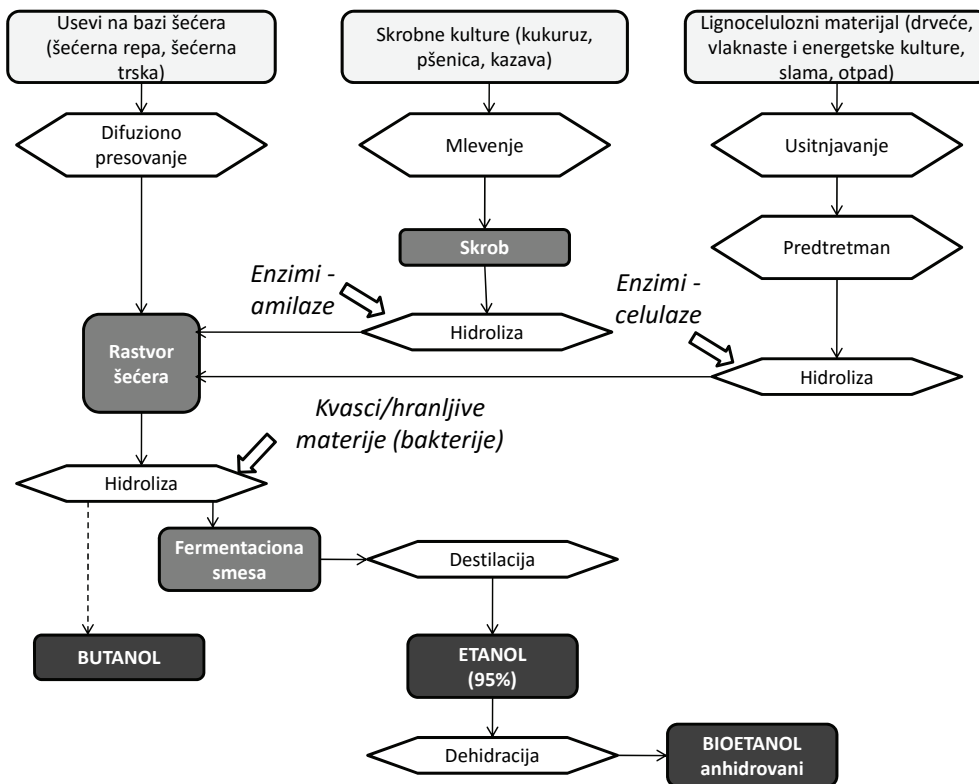 Usevi na bazi šećera
(šećerna repa, šećerna
trska)
Skrobne kulture (kukuruz,
pšenica, kazava)
Lignocelulozni materijal (drveće,
vlaknaste i energetske kulture,
slama, otpad)
Difuziono
presovanje
Mlevenje
Usitnjavanje
Skrob
Predtretman
Enzimi -
amilaze
Enzimi -
celulaze
Hidroliza
Rastvor
šećera
Hidroliza
Kvasci/hranljive
materije (bakterije)
Hidroliza
Fermentaciona
smesa
Destilacija
BUTANOL
ETANOL
(95%)
Dehidracija
BIOETANOL
anhidrovani